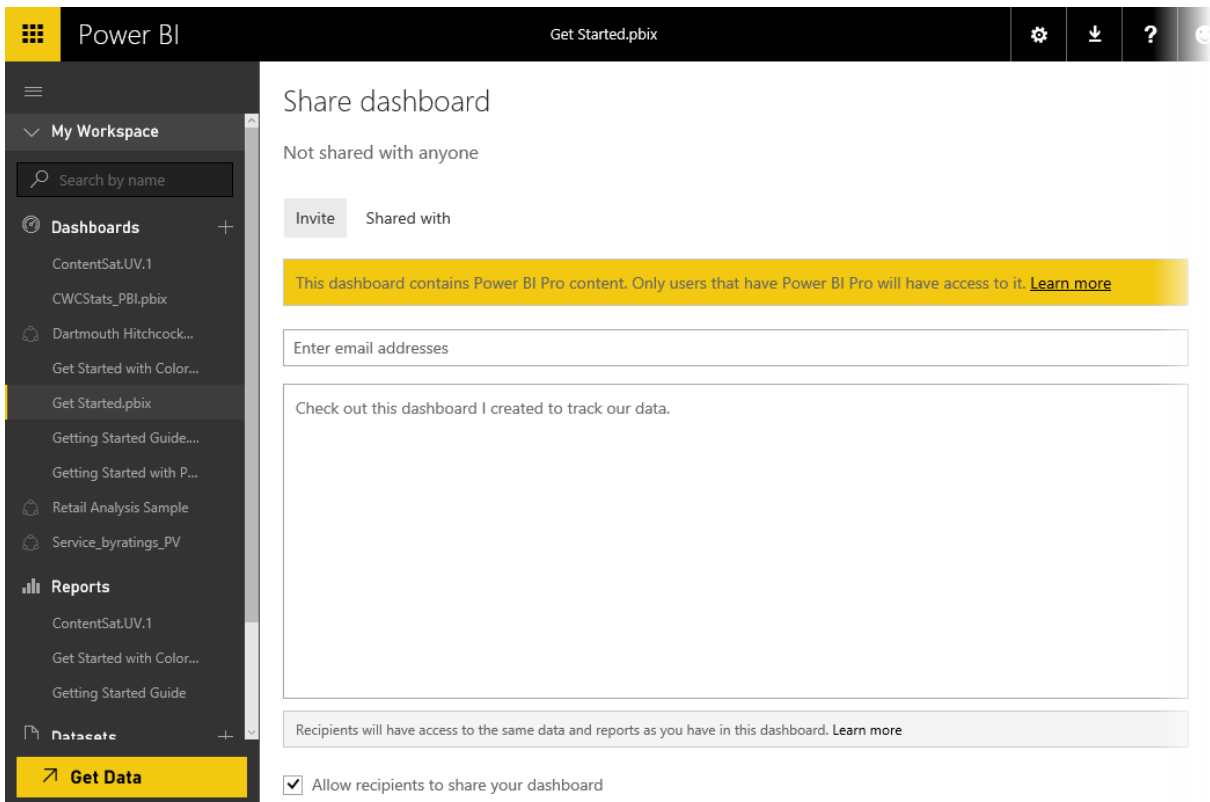 Power BI
Get Started.pbix
?
My Workspace
Search by name
Dashboards
ContentSat.UV.1
CWCStats_PBI.pbix
Dartmouth Hitchcock...
Get Started with Color...
Get Started.pbix
Getting Started Guide....
Getting Started with P...
Retail Analysis Sample
Service_byratings_PV
Reports
ContentSat.UV.1
Get Started with Color...
Getting Started Guide
Datasets
Get Data
Share dashboard
Not shared with anyone
Invite Shared with
This dashboard contains Power BI Pro content. Only users that have Power BI Pro will have access to it. Learn more
Enter email addresses
Check out this dashboard I created to track our data.
Recipients will have access to the same data and reports as you have in this dashboard. Learn more
Allow recipients to share your dashboard